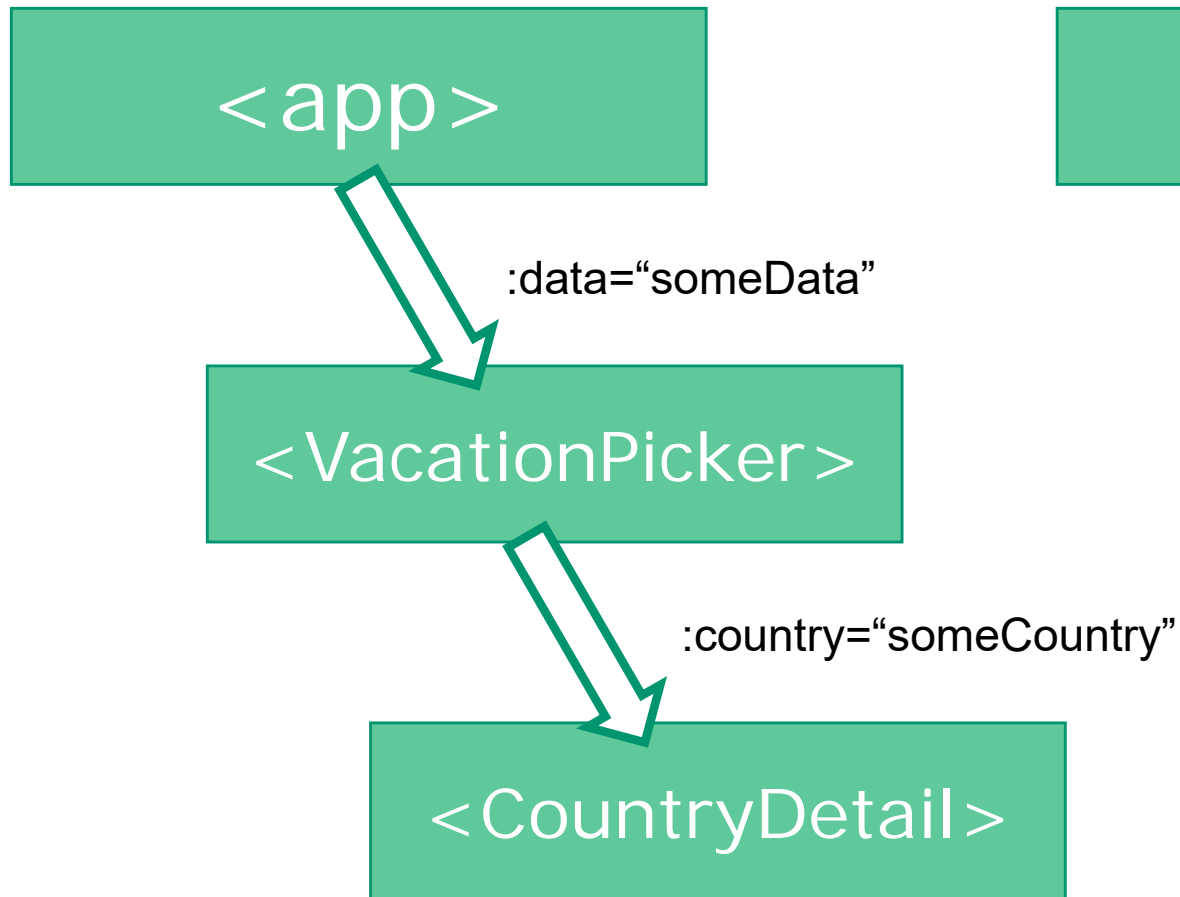 <app>
:data=“someData”
<VacationPicker>
:country=“someCountry”
<CountryDetail>